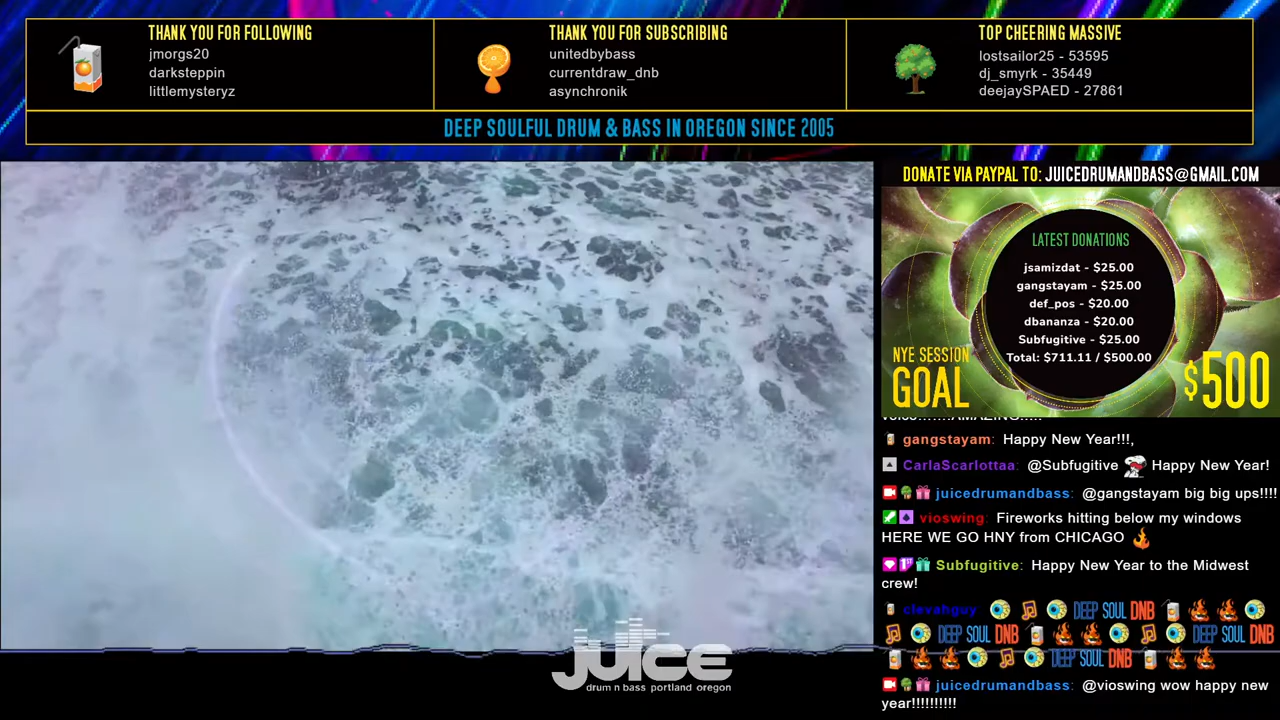 THANK YOU FOR FOLLOWING
jmorgs20
darksteppin
littlemysteryz
THANK YOU FOR SUBSCRIBING
unitedbybass
currentdraw_dnb
asynchronik
TOP CHEERING MASSIVE
lostsailor25 - 53595
dj_smyrk - 35449
deejaySPAED - 27861
DEEP SOULFUL DRUM & BASS IN OREGON SINCE 2005
DONATE VIA PAYPAL TO: JUICEDRUMANDBASS@GMAIL.COM
LATEST DONATIONS
jsamizdat - $25.00
gangstayam - $25.00
def_pos - $20.00
dbananza - $20.00
Subfugitive - $25.00
Total: $711.11 / $500.00
NYE SESSION
GOAL
$500
gangstayam: Happy New Year!!!,
CarlaScarlottaa: @Subfugitive Happy New Year!
juicedrumandbass: @gangstayam big big ups!!!!
vioswing: Fireworks hitting below my windows
HERE WE GO HNY from CHICAGO
Subfugitive: Happy New Year to the Midwest
crew!
clevahguy DEEP SOUL DNB
DEEP SOUL DNB DEEP SOUL DNB
DEEP SOUL DNB
juicedrumandbass: @vioswing wow happy new
year!!!!!!!!!!
juice
drum n bass portland oregon